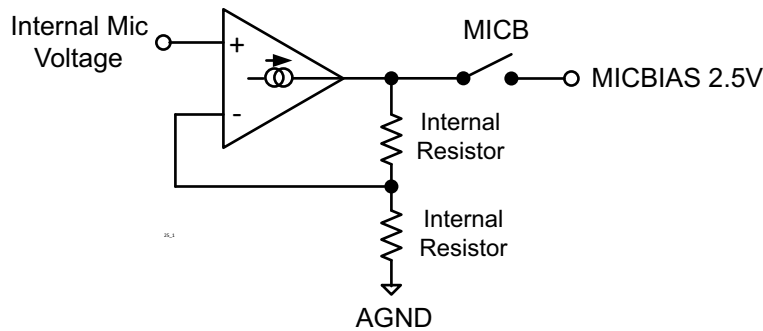 Internal Mic
Voltage
+
-
MICB
MICBIAS 2.5V
Internal
Resistor
Internal
Resistor
AGND